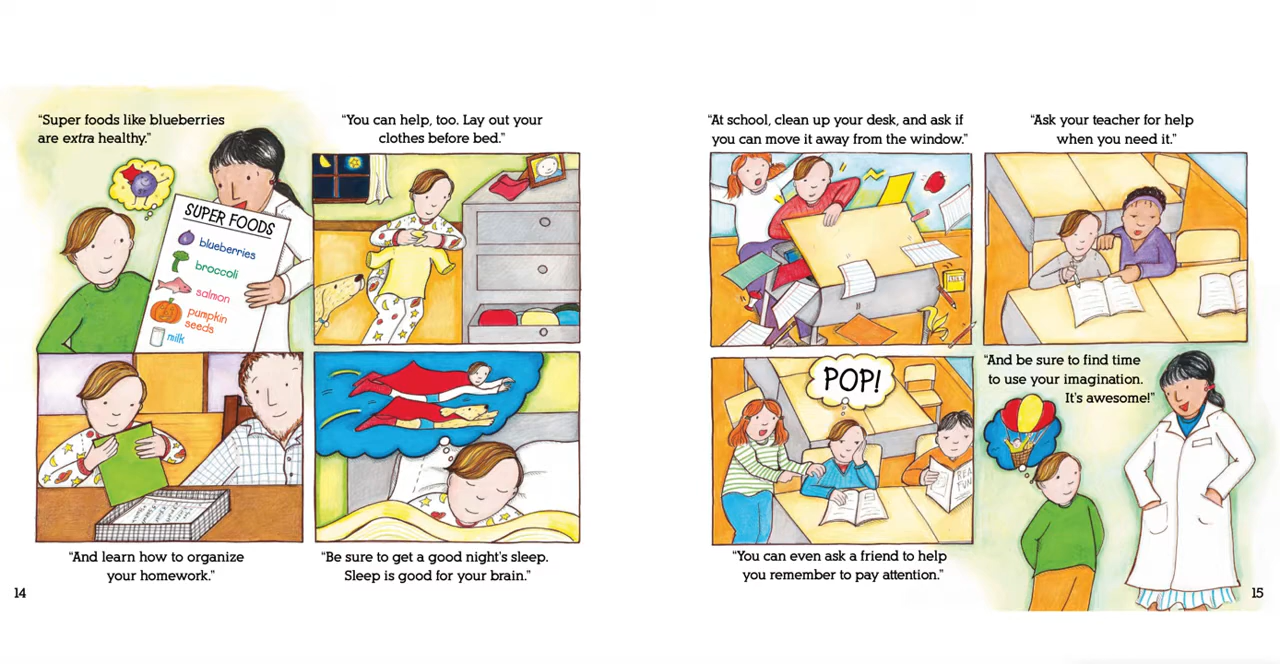 “Super foods like blueberries
are extra healthy.”
SUPER FOODS
blueberries
broccoli
salmon
pumpkin
seeds
milk
“You can help, too. Lay out your
clothes before bed.”
“And learn how to organize
your homework.”
“Be sure to get a good night’s sleep.
Sleep is good for your brain.”
14
“At school, clean up your desk, and ask if
you can move it away from the window.”
“Ask your teacher for help
when you need it.”
POP!
“You can even ask a friend to help
you remember to pay attention.”
“And be sure to find time
to use your imagination.
It’s awesome!”
15